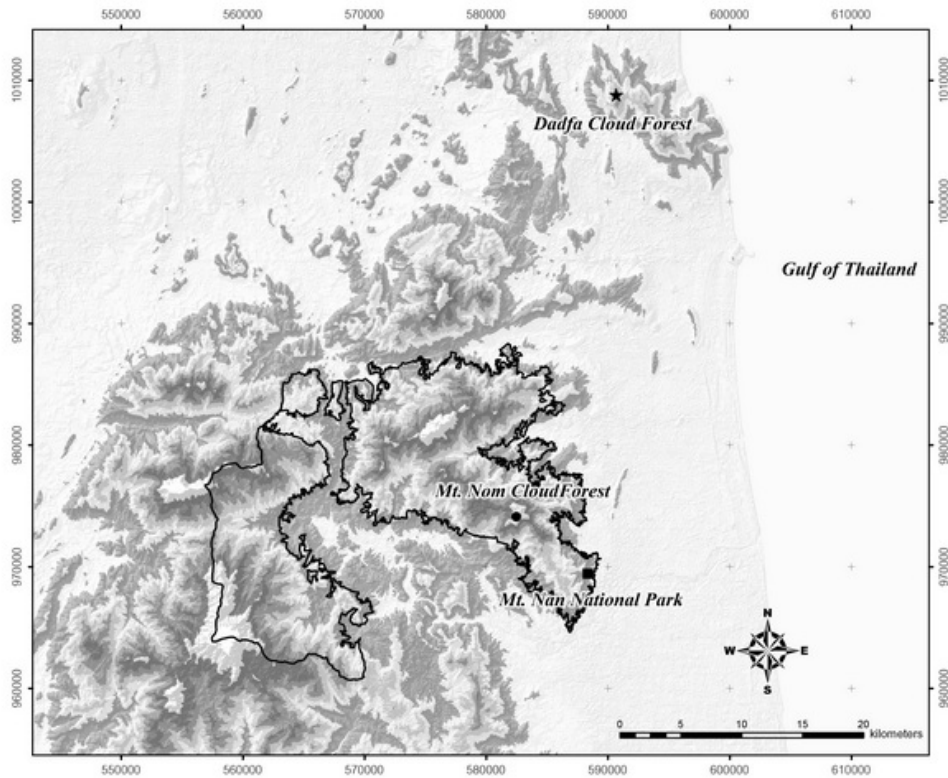 550000 560000 570000 580000 590000 600000 610000
1010000 1010000
Dadfa Cloud Forest
1000000 1000000
Gulf of Thailand
990000 990000
980000 980000
Mt. Nom CloudForest
970000 970000
Mt. Nan National Park
N
W E
S
960000 960000
0 5 10 15 20
kilometers
550000 560000 570000 580000 590000 600000 610000